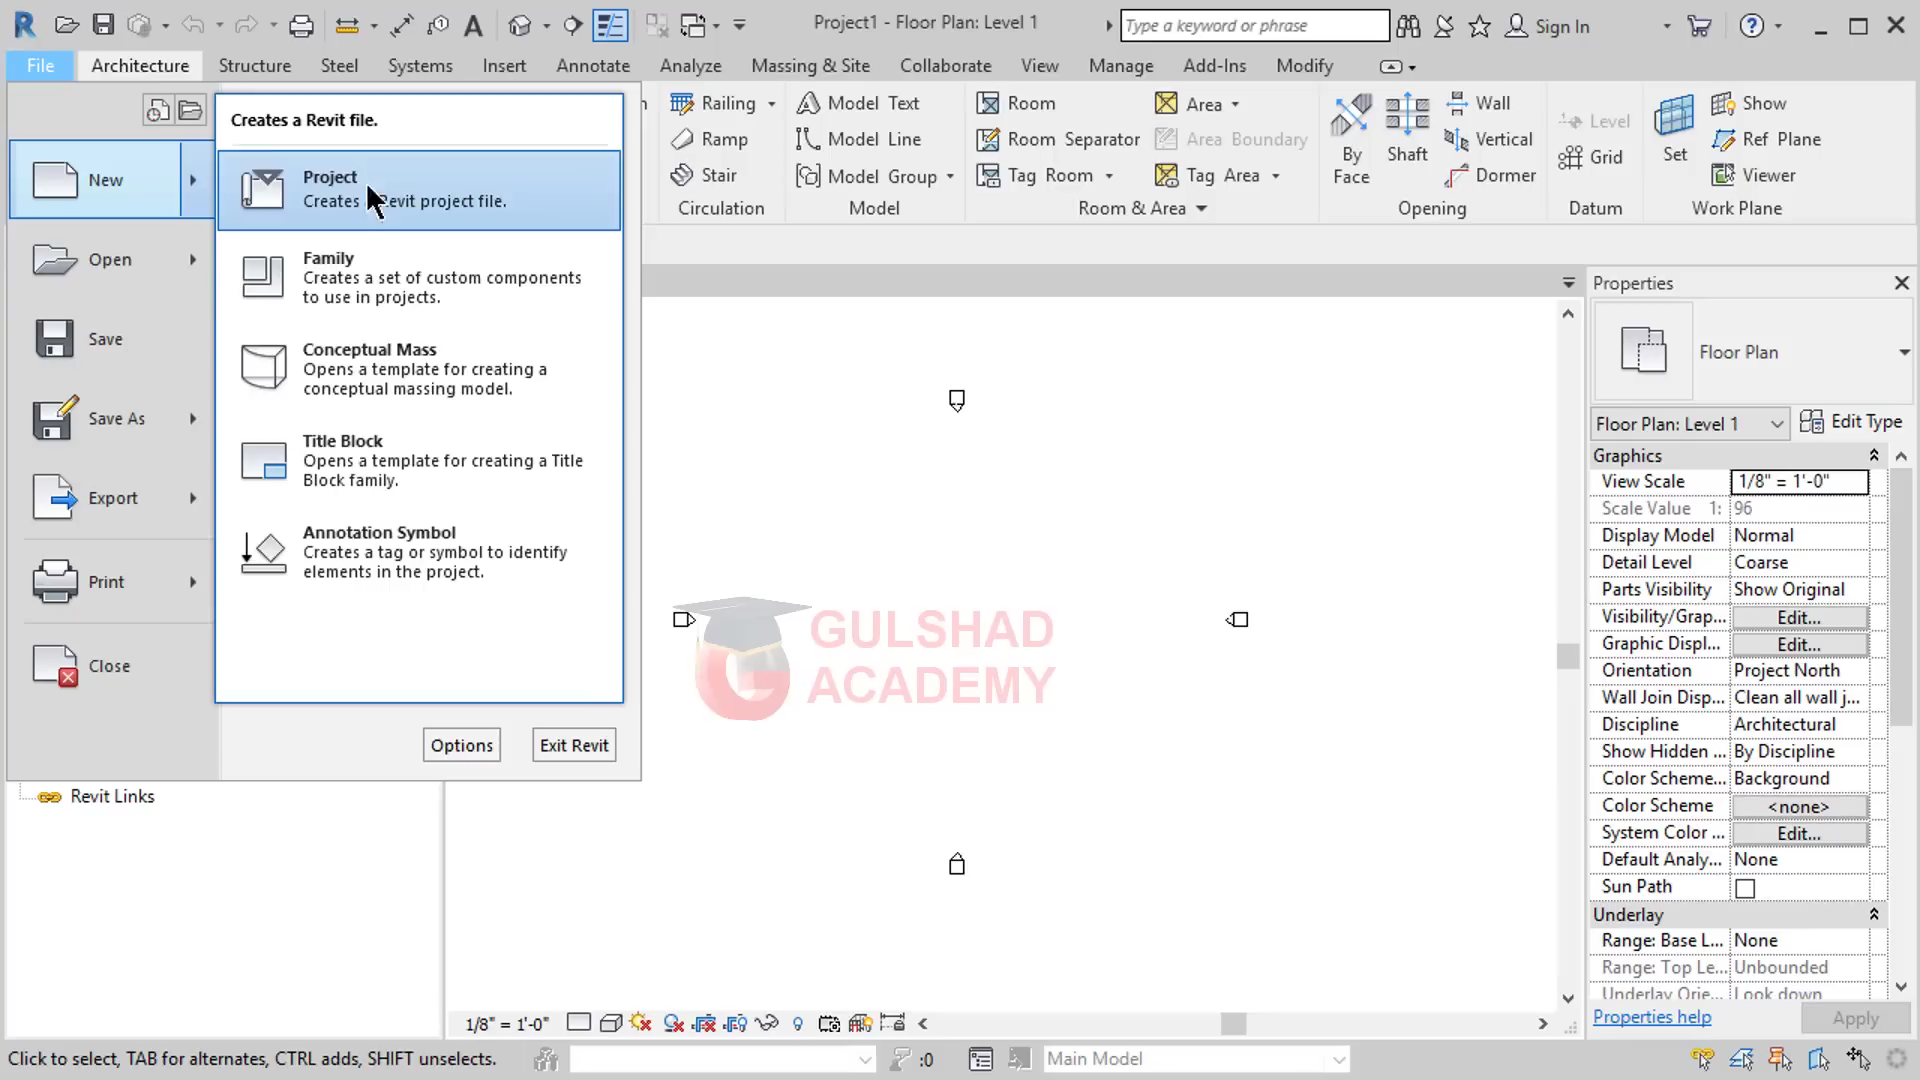 Project1 - Floor Plan: Level 1
Type a keyword or phrase
Sign In
File
Architecture
Structure
Steel
Systems
Insert
Annotate
Analyze
Massing & Site
Collaborate
View
Manage
Add-Ins
Modify
Railing
Ramp
Stair
Circulation
Model Text
Model Line
Model Group
Model
Room
Room Separator
Tag Room
Area
Area Boundary
Tag Area
Room & Area
By
Face
Shaft
Wall
Vertical
Dormer
Opening
Level
Grid
Datum
Set
Show
Ref Plane
Viewer
Work Plane
New
Open
Save
Save As
Export
Print
Close
Creates a Revit file.
Project
Creates Revit project file.
Family
Creates a set of custom components
to use in projects.
Conceptual Mass
Opens a template for creating a
conceptual massing model.
Title Block
Opens a template for creating a Title
Block family.
Annotation Symbol
Creates a tag or symbol to identify
elements in the project.
Options
Exit Revit
Revit Links
GULSHAD
ACADEMY
Properties
Floor Plan
Floor Plan: Level 1
Edit Type
Graphics
View Scale 1/8" = 1'-0"
Scale Value 1: 96
Display Model Normal
Detail Level Coarse
Parts Visibility Show Original
Visibility/Grap... Edit...
Graphic Displ... Edit...
Orientation Project North
Wall Join Disp... Clean all wall j...
Discipline Architectural
Show Hidden ... By Discipline
Color Scheme... Background
Color Scheme <none>
System Color ... Edit...
Default Analy... None
Sun Path
Underlay
Range: Base L... None
Range: Top Le... Unbounded
Underlay Orie... Look down
Properties help
Apply
1/8" = 1'-0"
Click to select, TAB for alternates, CTRL adds, SHIFT unselects.
:0
Main Model